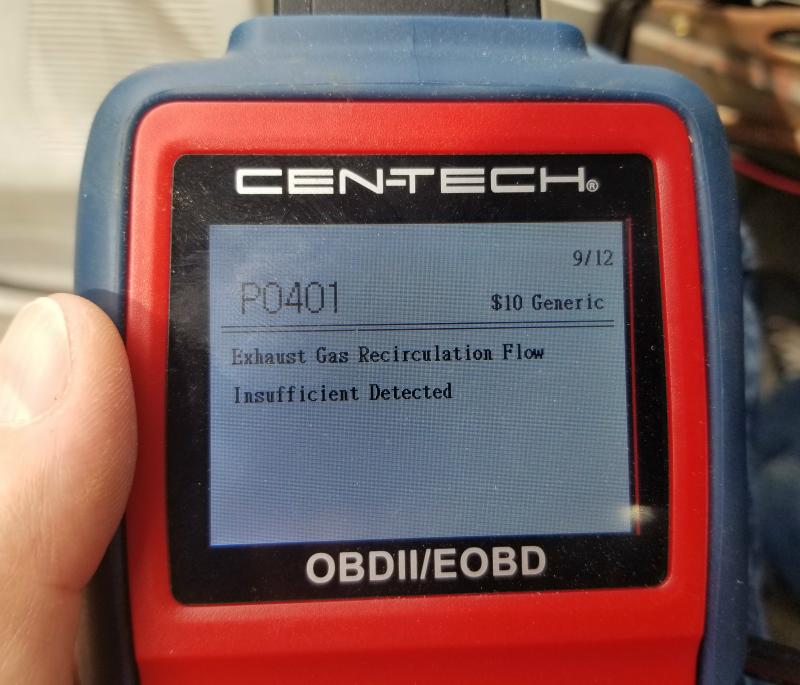 CEN-TECH®
9/12
P0401 $10 Generic
Exhaust Gas Recirculation Flow
Insufficient Detected
OBDII/EOBD